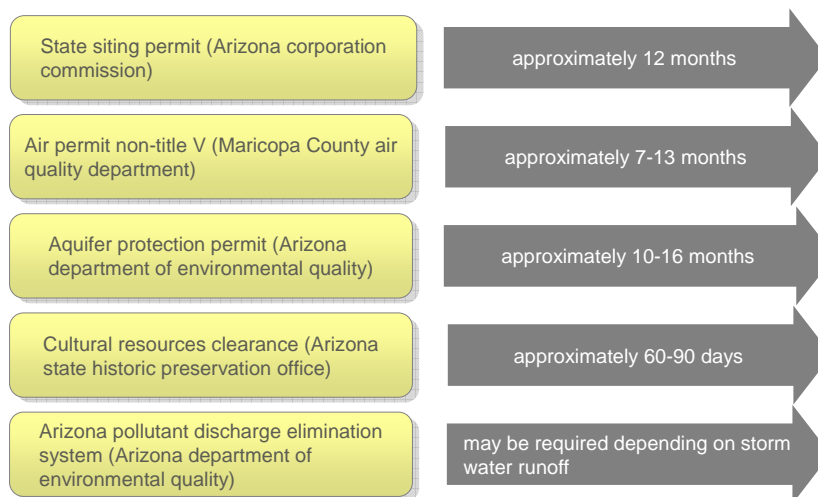 State siting permit (Arizona corporation
commission)
approximately 12 months
Air permit non-title V (Maricopa County air
quality department)
approximately 7-13 months
Aquifer protection permit (Arizona
department of environmental quality)
approximately 10-16 months
Cultural resources clearance (Arizona
state historic preservation office)
approximately 60-90 days
Arizona pollutant discharge elimination
system (Arizona department of
environmental quality)
may be required depending on storm
water runoff